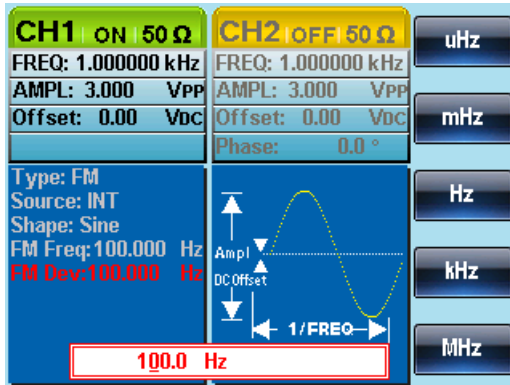 CH1 ON 50 Ω
FREQ: 1.000000 kHz
AMPL: 3.000 VPP
Offset: 0.00 VDC
CH2 OFF 50 Ω
FREQ: 1.000000 kHz
AMPL: 3.000 VPP
Offset: 0.00 VDC
Phase: 0.0 °
Type: FM
Source: INT
Shape: Sine
FM Freq:100.000 Hz
FM Dev:100.000 Hz
Ampl
DC Offset
1/FREQ
100.0 Hz
uHz
mHz
Hz
kHz
MHz